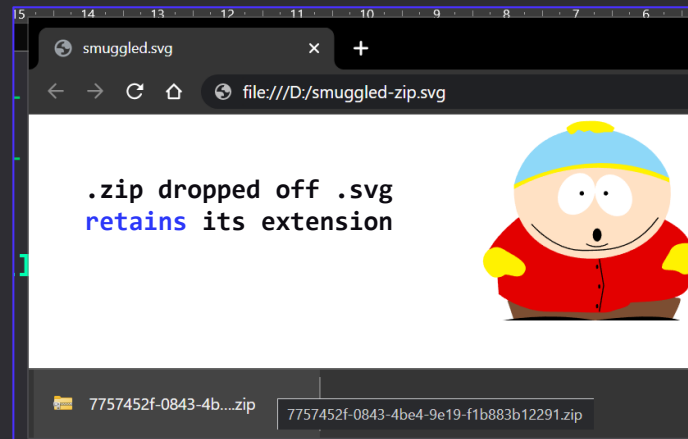 15 14 13 12 11 10 9 8 7 6
smuggled.svg
file:///D:/smuggled-zip.svg
.zip dropped off .svg
retains its extension
7757452f-0843-4b....zip
7757452f-0843-4be4-9e19-f1b883b12291.zip